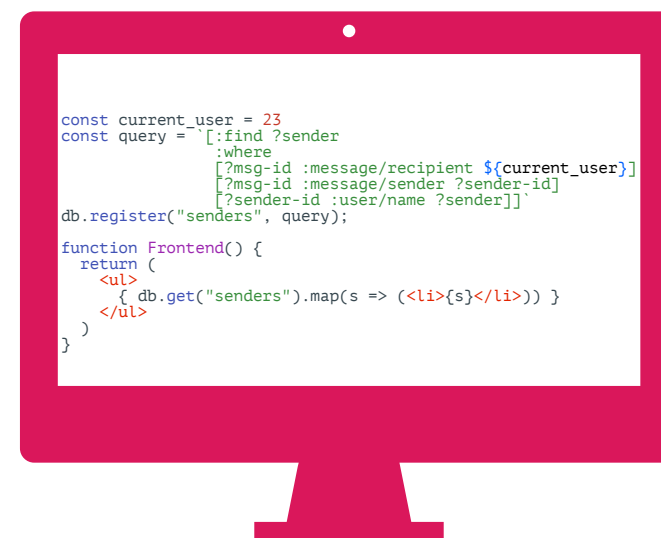 const current_user = 23
const query = `[:find ?sender
:where
[?msg-id :message/recipient ${current_user}]
[?msg-id :message/sender ?sender-id]
[?sender-id :user/name ?sender]]`
db.register("senders", query);
function Frontend() {
return (
<ul>
{ db.get("senders").map(s => (<li>{s}</li>)) }
</ul>
)
}